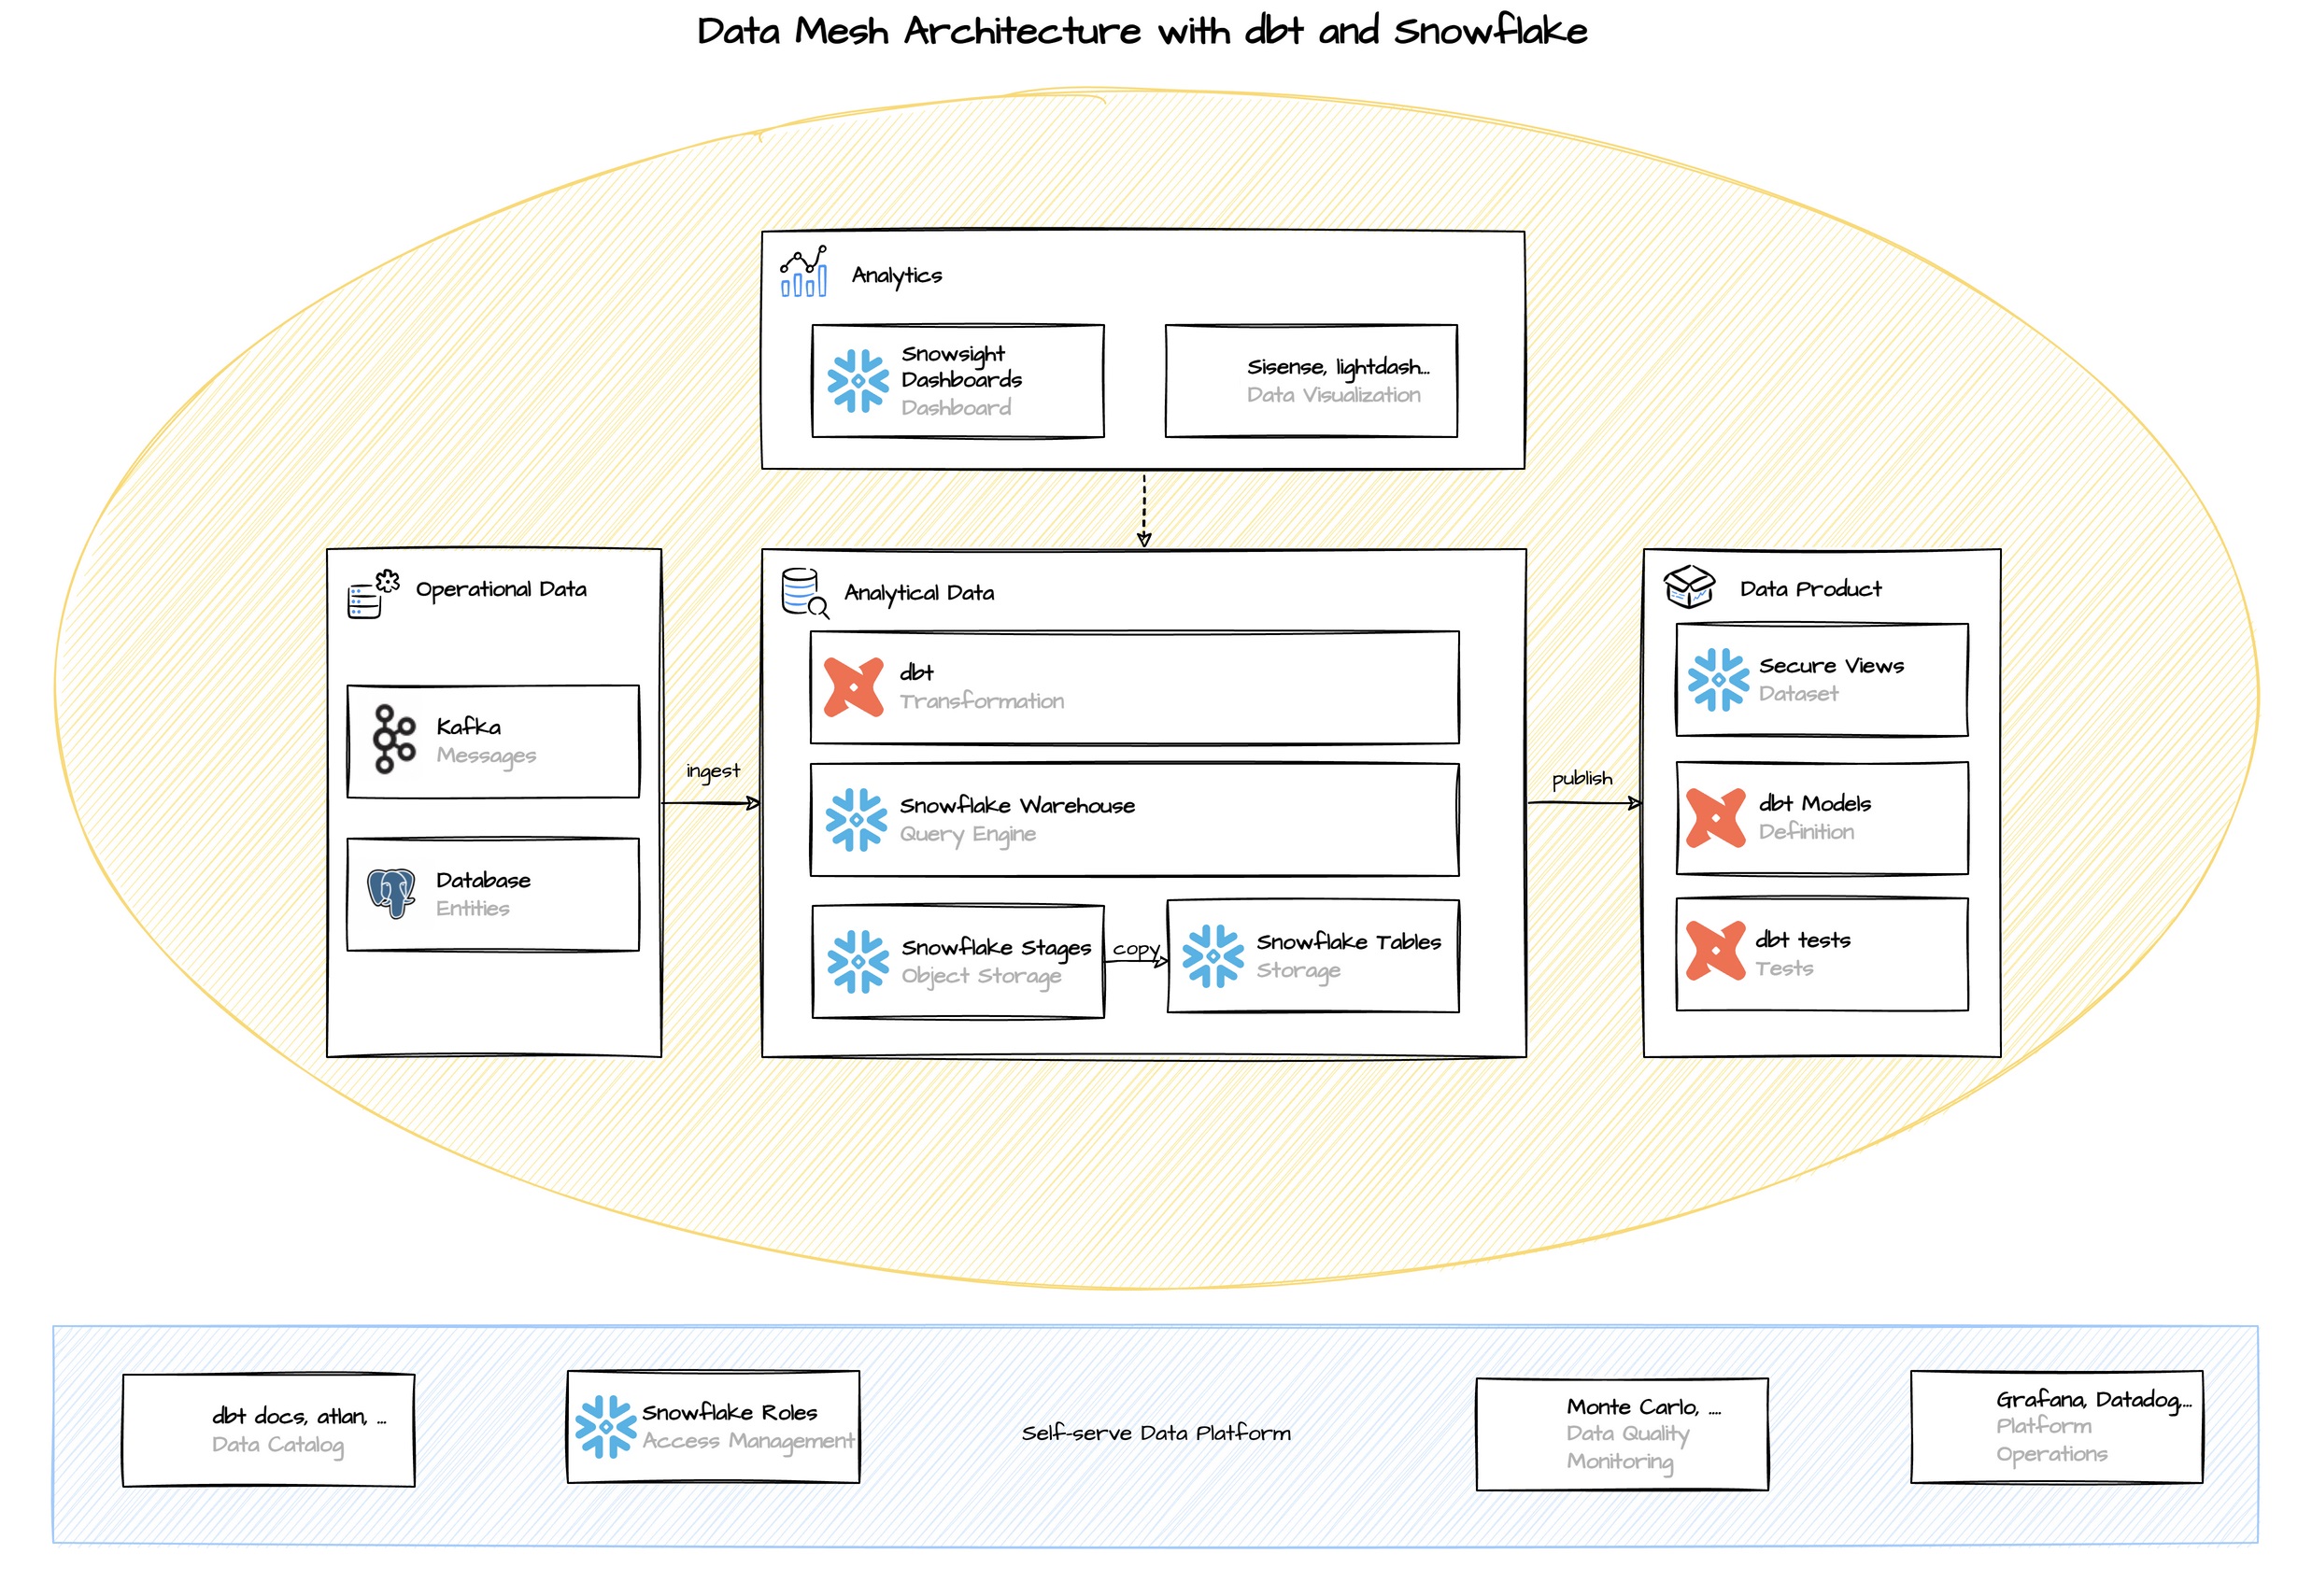 Data Mesh Architecture with dbt and Snowflake
Analytics
Snowsight
Dashboards
Dashboard
Sisense, lightdash...
Data Visualization
Operational Data
Kafka
Messages
Database
Entities
ingest
Analytical Data
dbt
Transformation
Snowflake Warehouse
Query Engine
Snowflake Stages
Object Storage
copy
Snowflake Tables
Storage
publish
Data Product
Secure Views
Dataset
dbt Models
Definition
dbt tests
Tests
dbt docs, atlan, ...
Data Catalog
Snowflake Roles
Access Management
Self-serve Data Platform
Monte Carlo, ....
Data Quality
Monitoring
Grafana, Datadog,...
Platform
Operations